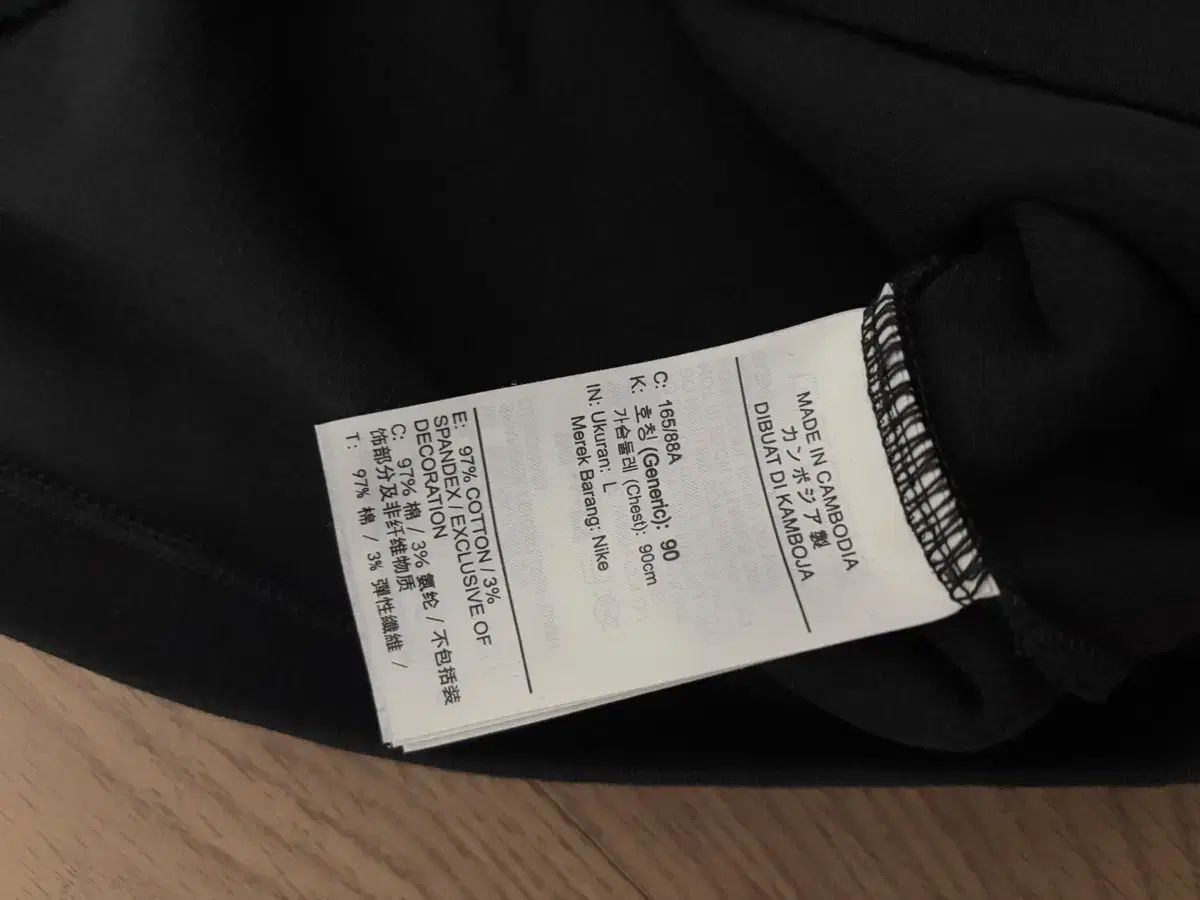 MADE IN CAMBODIA
カンボジア製
DIBUAT DI KAMBOJA
C: 165/88A
K: 호칭 (Generic): 90
가슴둘레 (Chest): 90cm
IN: Ukuran: L
Merek Barang: Nike
E: 97% COTTON / 3%
SPANDEX / EXCLUSIVE OF
DECORATION
C: 97% 棉 / 3% 氨纶 / 不包括装
饰部分及非纤维物质
T: 97% 棉 / 3% 彈性纖維 /